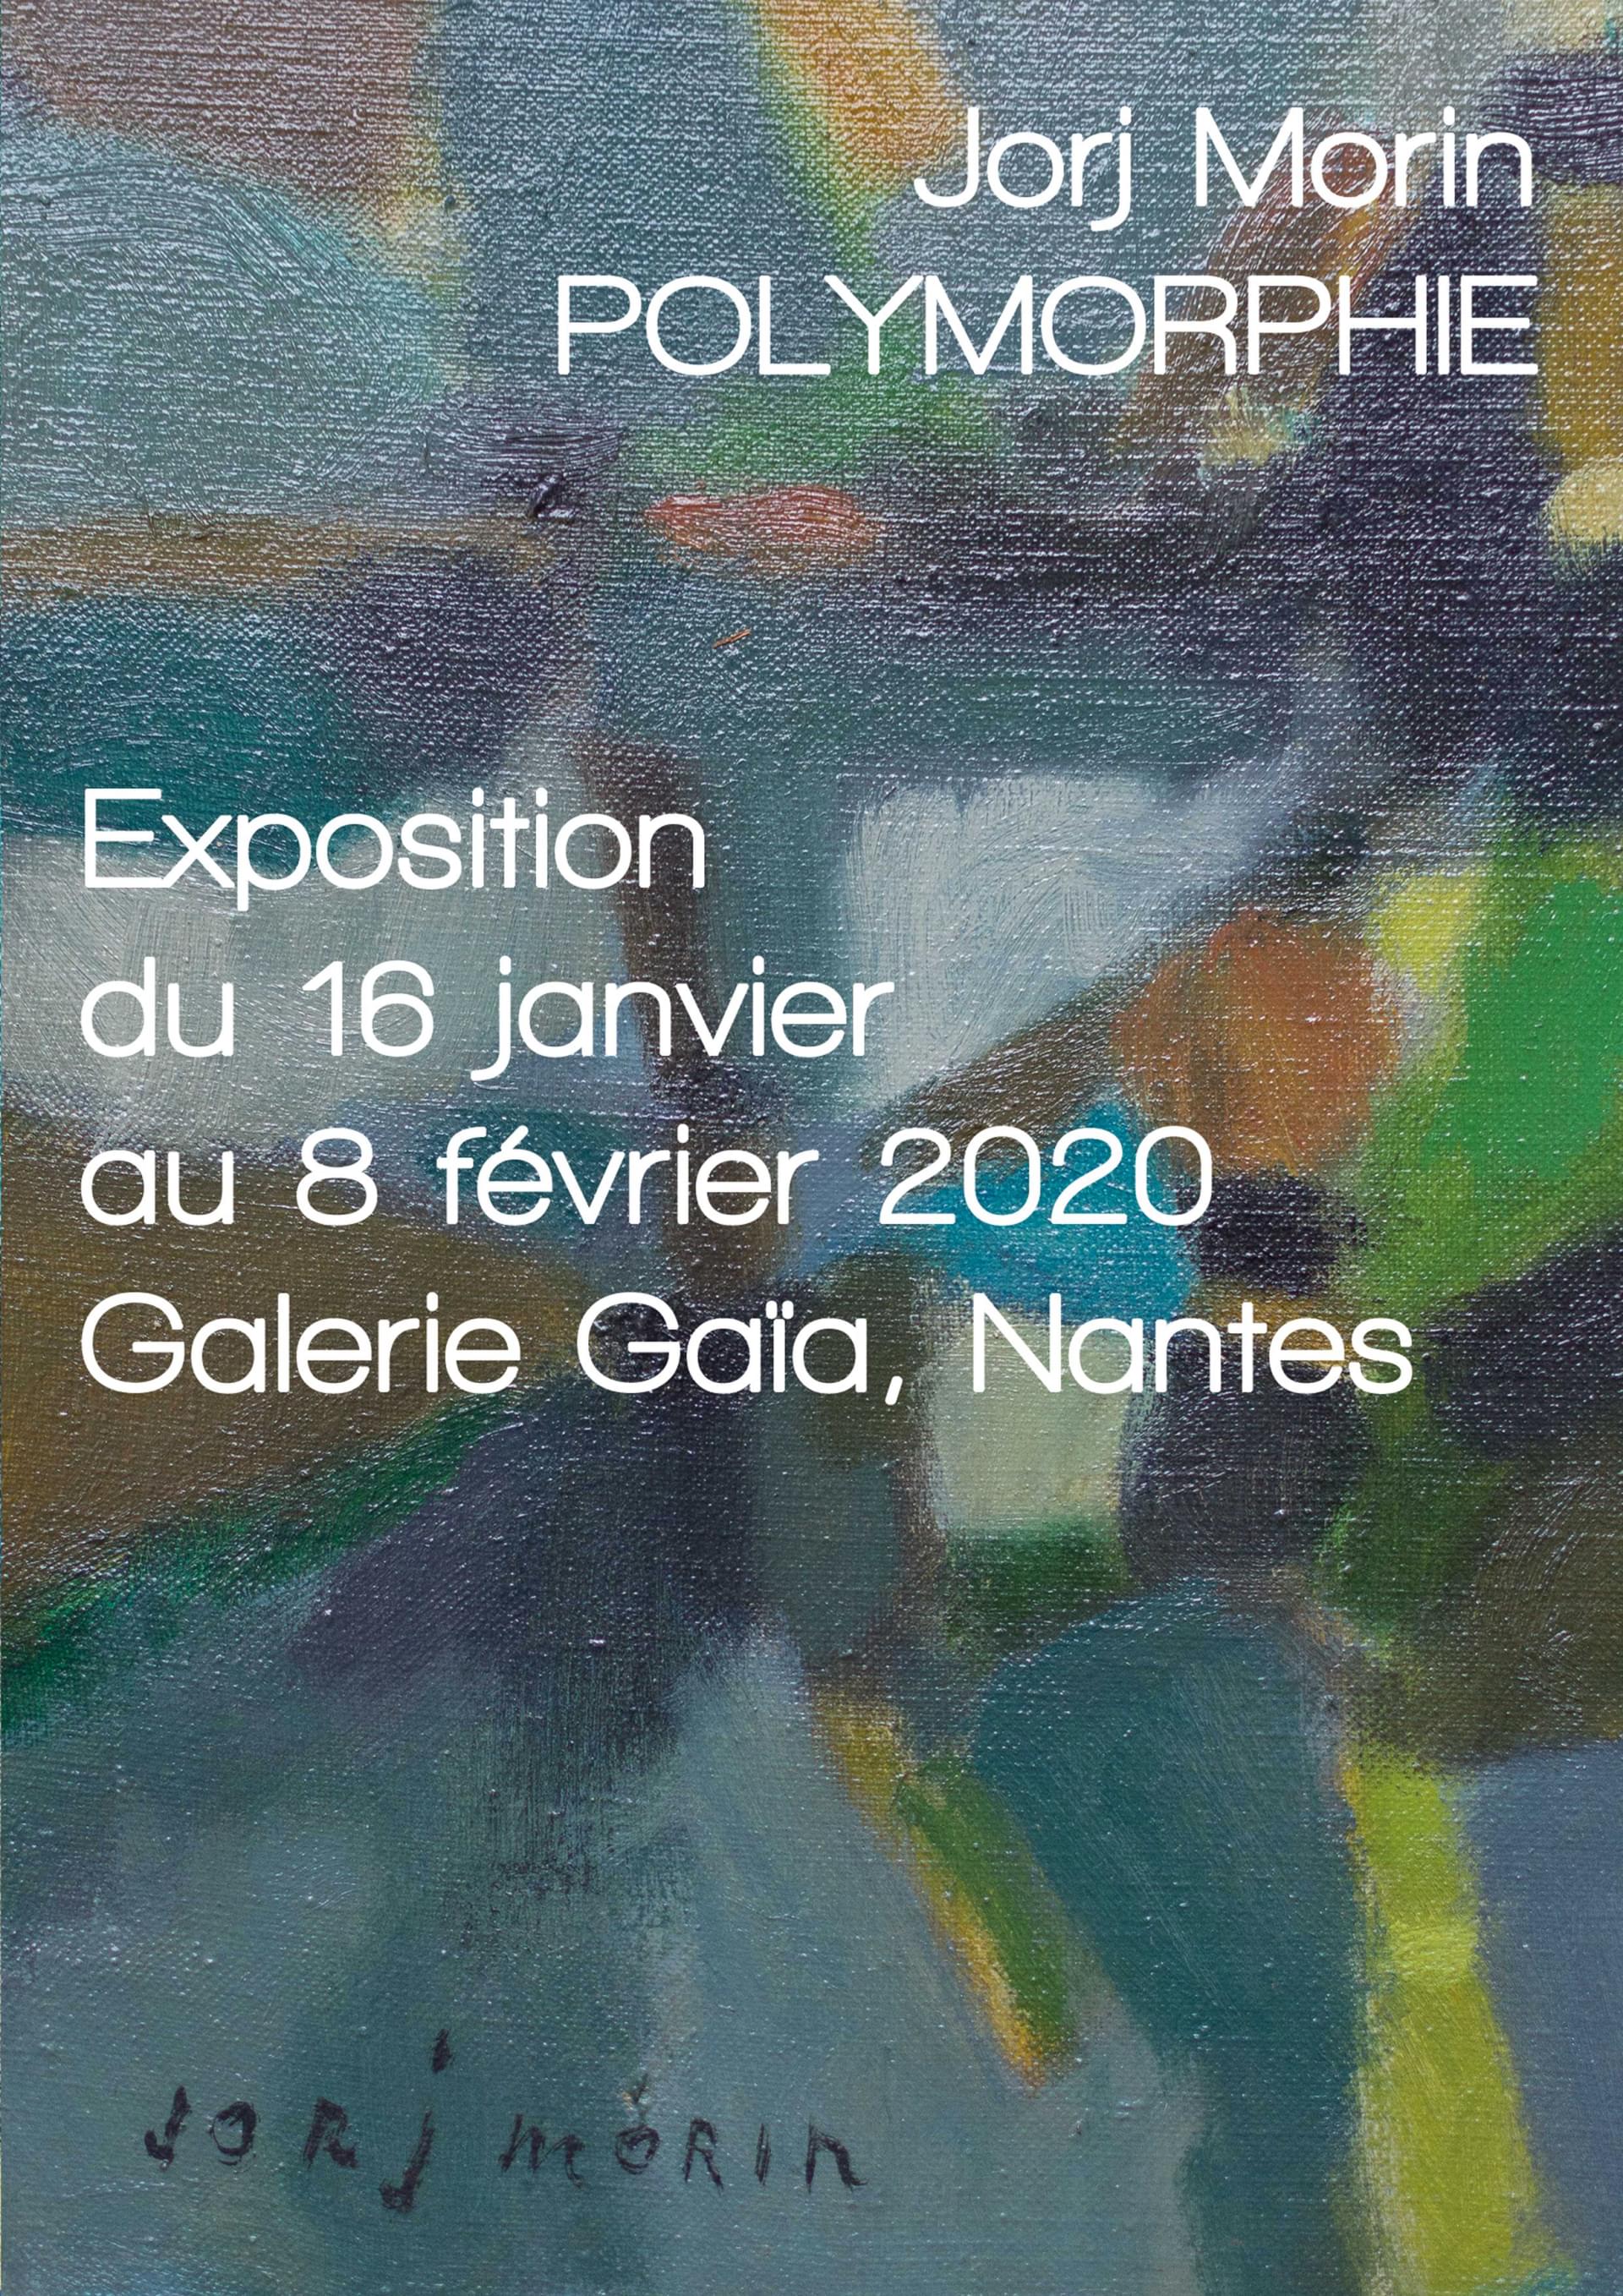 Jorj Morin
POLYMORPHIE
Exposition
du 16 janvier
au 8 février 2020
Galerie Gaïa, Nantes
JORj mORIn